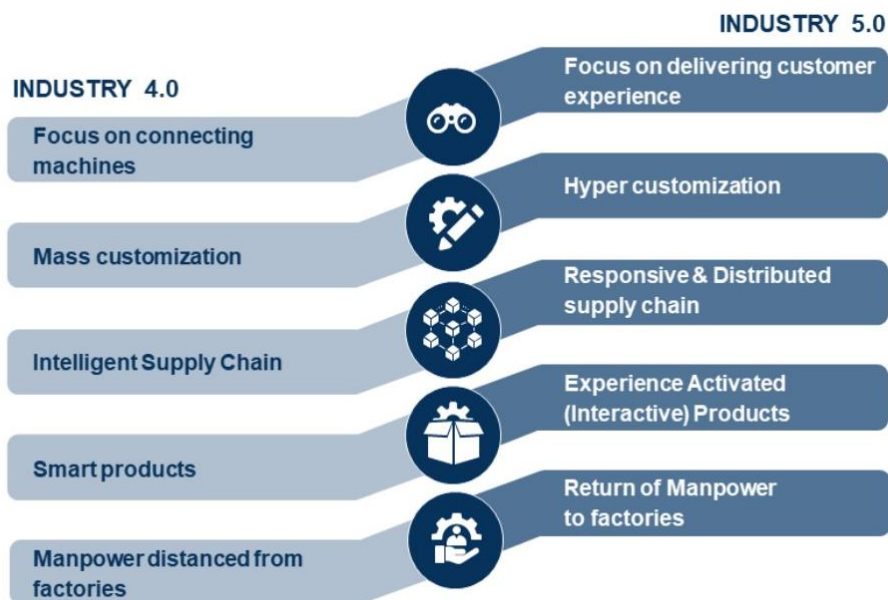 INDUSTRY 4.0
Focus on connecting
machines
Mass customization
Intelligent Supply Chain
Smart products
Manpower distanced from
factories
INDUSTRY 5.0
Focus on delivering customer
experience
Hyper customization
Responsive & Distributed
supply chain
Experience Activated
(Interactive) Products
Return of Manpower
to factories